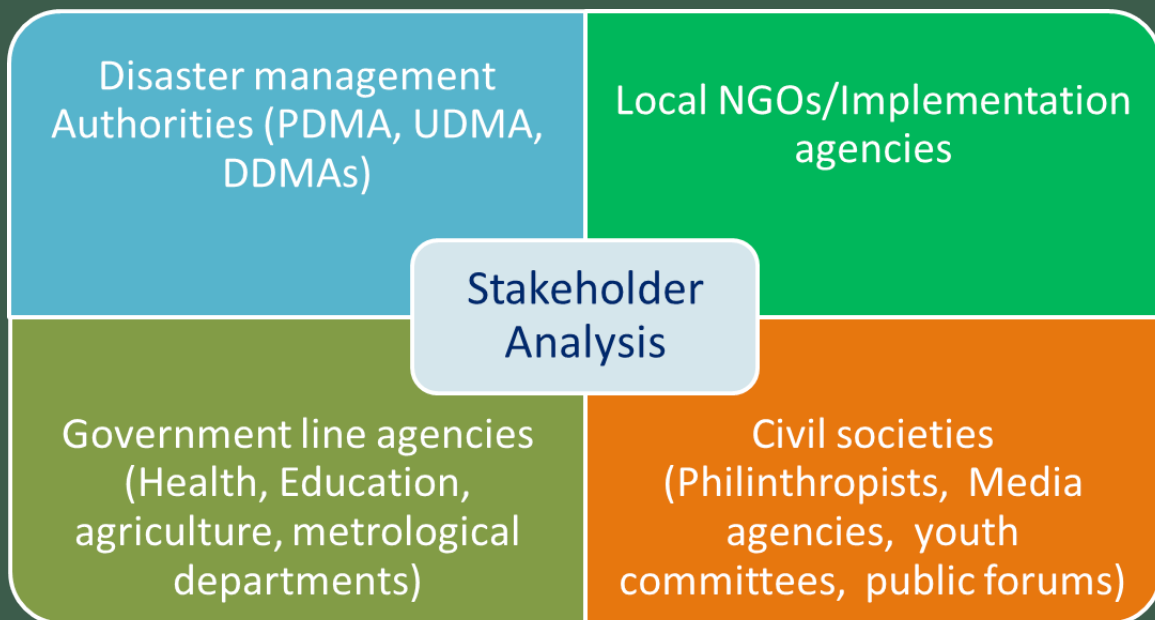 Disaster management
Authorities (PDMA, UDMA,
DDMAs)
Local NGOs/Implementation
agencies
Stakeholder
Analysis
Government line agencies
(Health, Education,
agriculture, metrological
departments)
Civil societies
(Philinthropists, Media
agencies, youth
committees, public forums)